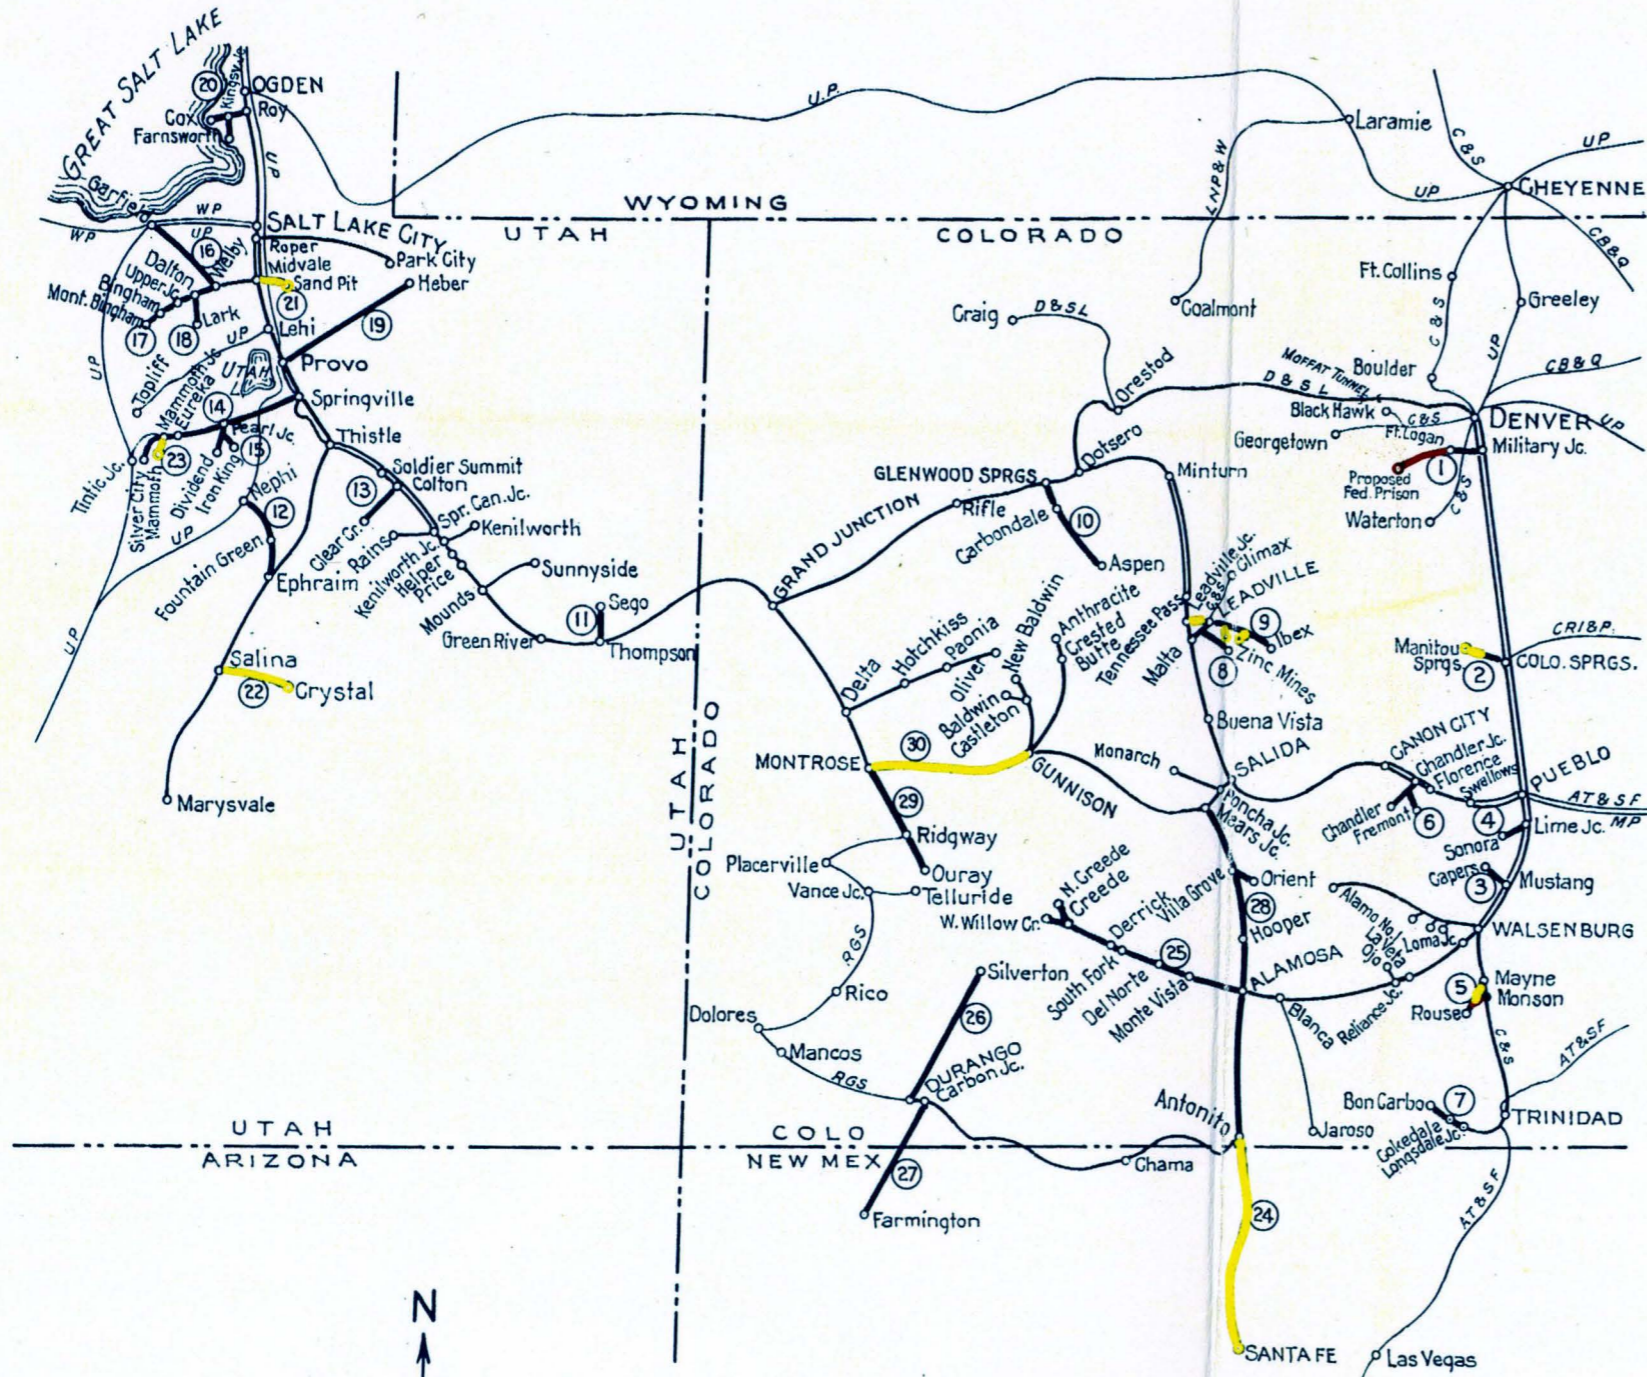 GREAT SALT LAKE
20
Kingsv. Jc.
OGDEN
Cox
Roy
Farnsworth
UP
Garfield
WP
WP
UP
SALT LAKE CITY
Roper
Midvale
Sand Pit
21
Park City
Heber
19
16
Welby
Dalton
Upper Jc.
Bingham
Mont. Bingham
17
18
Lark
Lehi
UP
UP
UTAH
Provo
Topliff
Mammoth Jc.
Eureka
14
Springville
Pearl Jc.
15
Tintic Jc.
23
Silver City
Mammoth
Dividend
Iron King
Nephi
12
UP
UP
Fountain Green
Thistle
Soldier Summit
Colton
13
Clear Cr.
Spr. Can. Jc.
Kenilworth
Rains
Kenilworth Jc.
Helper
Price
Sunnyside
Mounds
Ephraim
Green River
11
Sego
Thompson
Salina
22
Crystal
Marysvale
U.P.
WYOMING
UTAH
COLORADO
LNP&W
Laramie
C&S
UP
UP
CHEYENNE
CB&Q
Coalmont
Ft. Collins
C&S
Greeley
UP
Craig
D&SL
Orestod
MOFFAT TUNNEL
D&SL
Boulder
CB&Q
Black Hawk
C&S
DENVER
UP
Georgetown
Ft. Logan
Military Jc.
1
Proposed
Fed. Prison
C&S
Waterton
Dotsero
Minturn
GLENWOOD SPRGS
Rifle
GRAND JUNCTION
Carbondale
10
Aspen
Leadville Jc.
Climax
C&S
LEADVILLE
9
Ibex
Tennessee Pass
Malta
8
Zinc Mines
Manitou
Sprgs.
2
CRI&P.
COLO. SPRGS.
Delta
Hotchkiss
Paonia
Oliver
New Baldwin
Baldwin
Castleton
Anthracite
Crested
Butte
Buena Vista
UTAH
COLORADO
MONTROSE
30
GUNNISON
Monarch
SALIDA
Poncha Jc.
Mears Jc.
CANON CITY
Chandler Jc.
Florence
Swallows
PUEBLO
AT&SF
MP
Chandler
Fremont
6
4
Sonora
Lime Jc.
29
Ridgway
Ouray
Placerville
Vance Jc.
Telluride
RGS
Rico
Dolores
Mancos
RGS
N. Creede
Creede
W. Willow Cr.
Derrick
Villa Grove
Orient
28
Hooper
25
South Fork
Del Norte
Monte Vista
ALAMOSA
Capers
3
Mustang
Alamo No. 1
Loma Jc.
La Veta
Ojo
WALSENBURG
Blanca
Reliance Jc.
5
Mayne
Monson
Rouse
C&S
AT&SF
Silverton
26
DURANGO
Carbon Jc.
27
Farmington
Antonito
Jaroso
Bon Carbo
7
Cokedale
Longsdale Jc.
TRINIDAD
UTAH
ARIZONA
COLO
NEW MEX
Chama
24
AT&SF
SANTA FE
Las Vegas
N